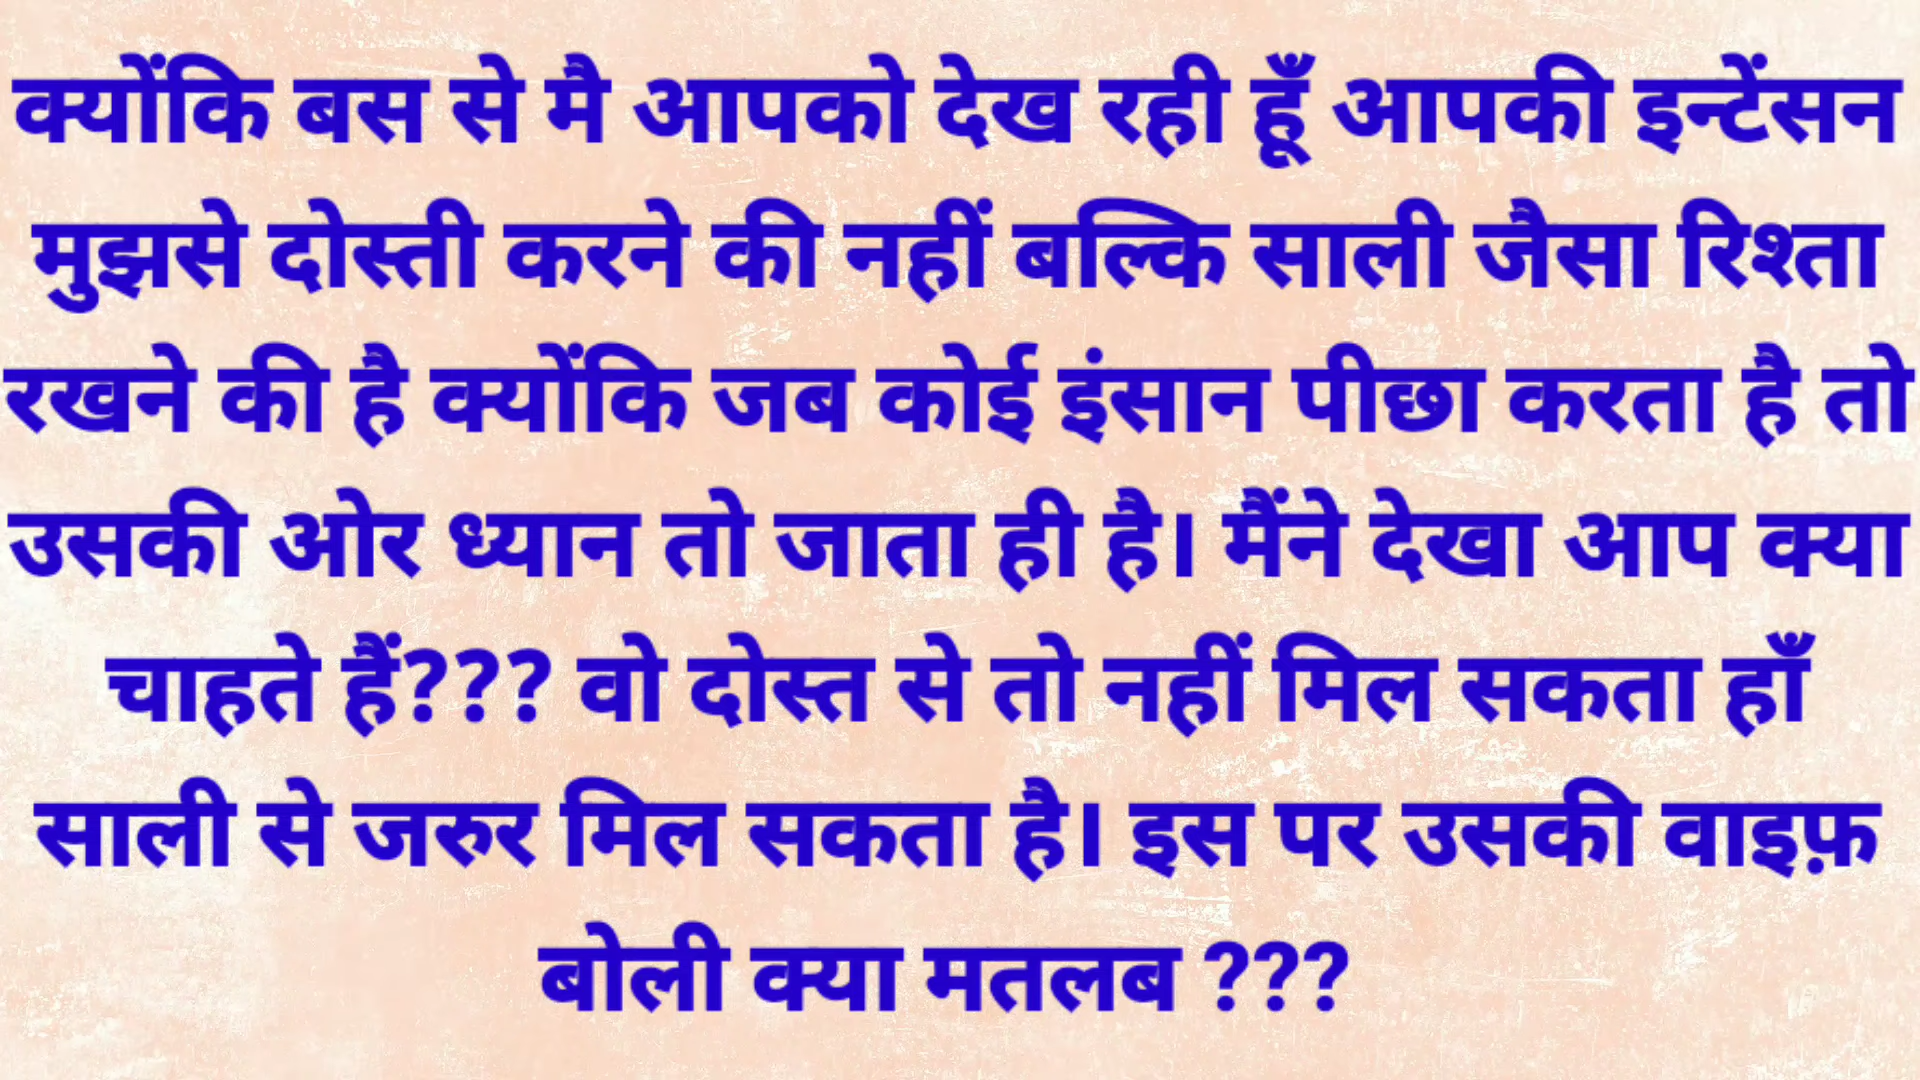 क्योंकि बस से मै आपको देख रही हूँ आपकी इन्टेंसन
मुझसे दोस्ती करने की नहीं बल्कि साली जैसा रिश्ता
रखने की है क्योंकि जब कोई इंसान पीछा करता है तो
उसकी ओर ध्यान तो जाता ही है। मैंने देखा आप क्या
चाहते हैं??? वो दोस्त से तो नहीं मिल सकता हाँ
साली से जरुर मिल सकता है। इस पर उसकी वाइफ़
बोली क्या मतलब ???